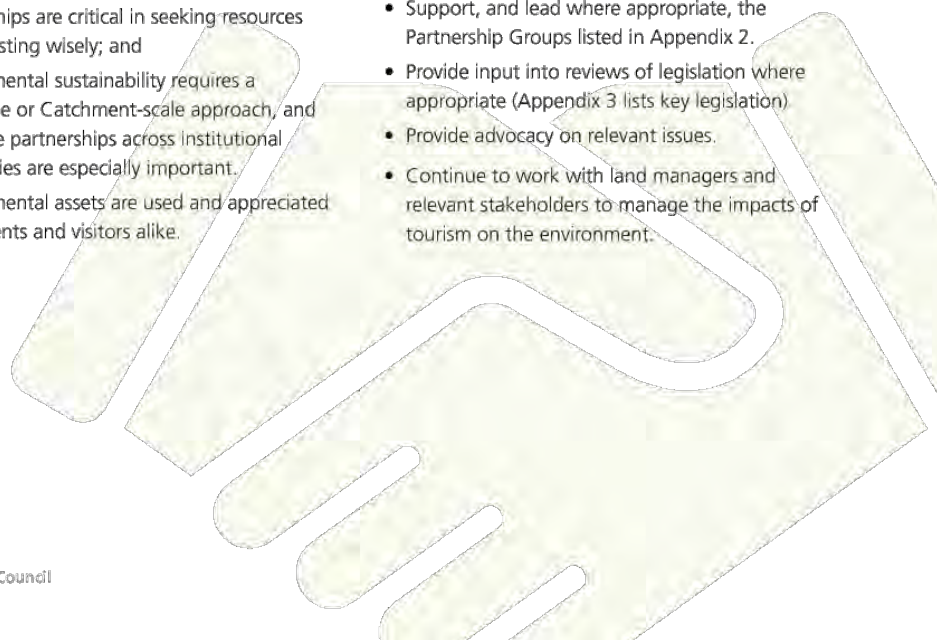 hips are critical in seeking resources
sting wisely; and
mental sustainability requires a
e or Catchment-scale approach, and
e partnerships across institutional
ies are especially important.
mental assets are used and appreciated
ents and visitors alike.
• Support, and lead where appropriate, the
Partnership Groups listed in Appendix 2.
• Provide input into reviews of legislation where
appropriate (Appendix 3 lists key legislation)
• Provide advocacy on relevant issues.
• Continue to work with land managers and
relevant stakeholders to manage the impacts of
tourism on the environment.
Council